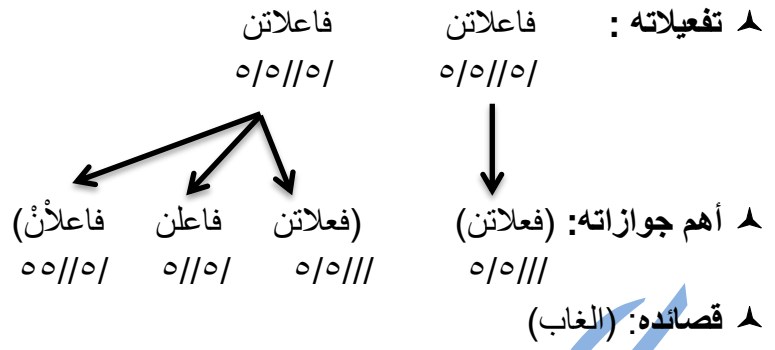 تفعيلاته : فاعلاتن فاعلاتن
/٥//٥/٥ /٥//٥/٥
أهم جوازاته: (فعلاتن) (فعلاتن فاعلن فاعلاْنْ)
///٥/٥ ///٥/٥ /٥//٥ /٥//٥٥
قصائده: (الغاب)